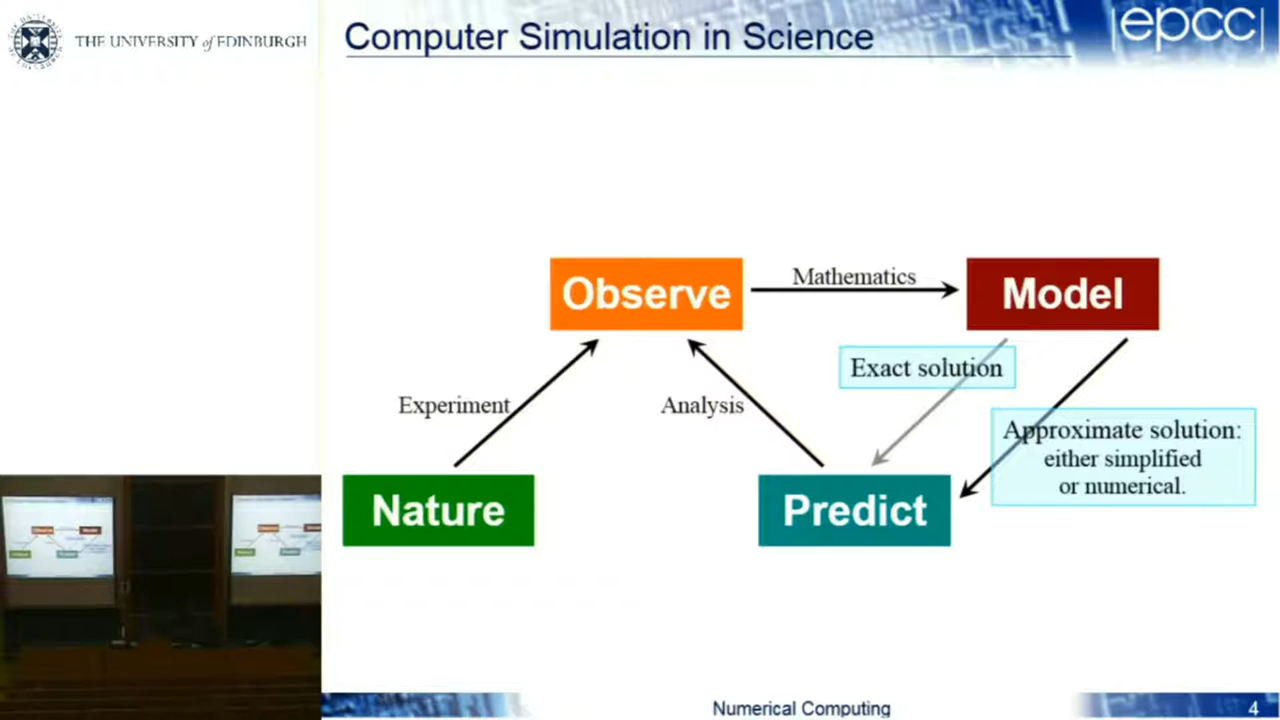 THE UNIVERSITY of EDINBURGH
Computer Simulation in Science
epcc
Observe
Mathematics
Model
Exact solution
Experiment
Analysis
Approximate solution:
either simplified
or numerical.
Nature
Predict
Numerical Computing
4